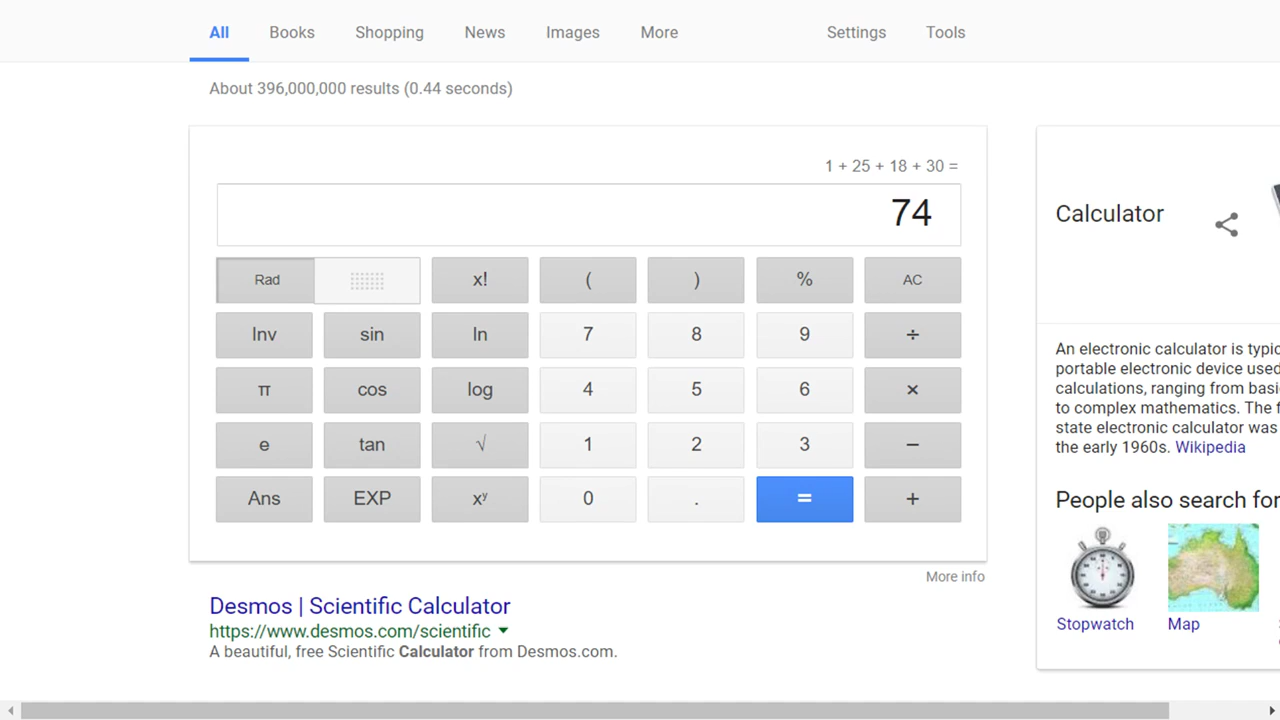 All Books Shopping News Images More Settings Tools
About 396,000,000 results (0.44 seconds)
1 + 25 + 18 + 30 =
74
Rad x! ( ) % AC
Inv sin ln 7 8 9 ÷
π cos log 4 5 6 ×
e tan √ 1 2 3 −
Ans EXP xʸ 0 . = +
More info
Desmos | Scientific Calculator
https://www.desmos.com/scientific
A beautiful, free Scientific Calculator from Desmos.com.
Calculator
An electronic calculator is typic
portable electronic device used
calculations, ranging from basi
to complex mathematics. The f
state electronic calculator was
the early 1960s. Wikipedia
People also search for
Stopwatch Map